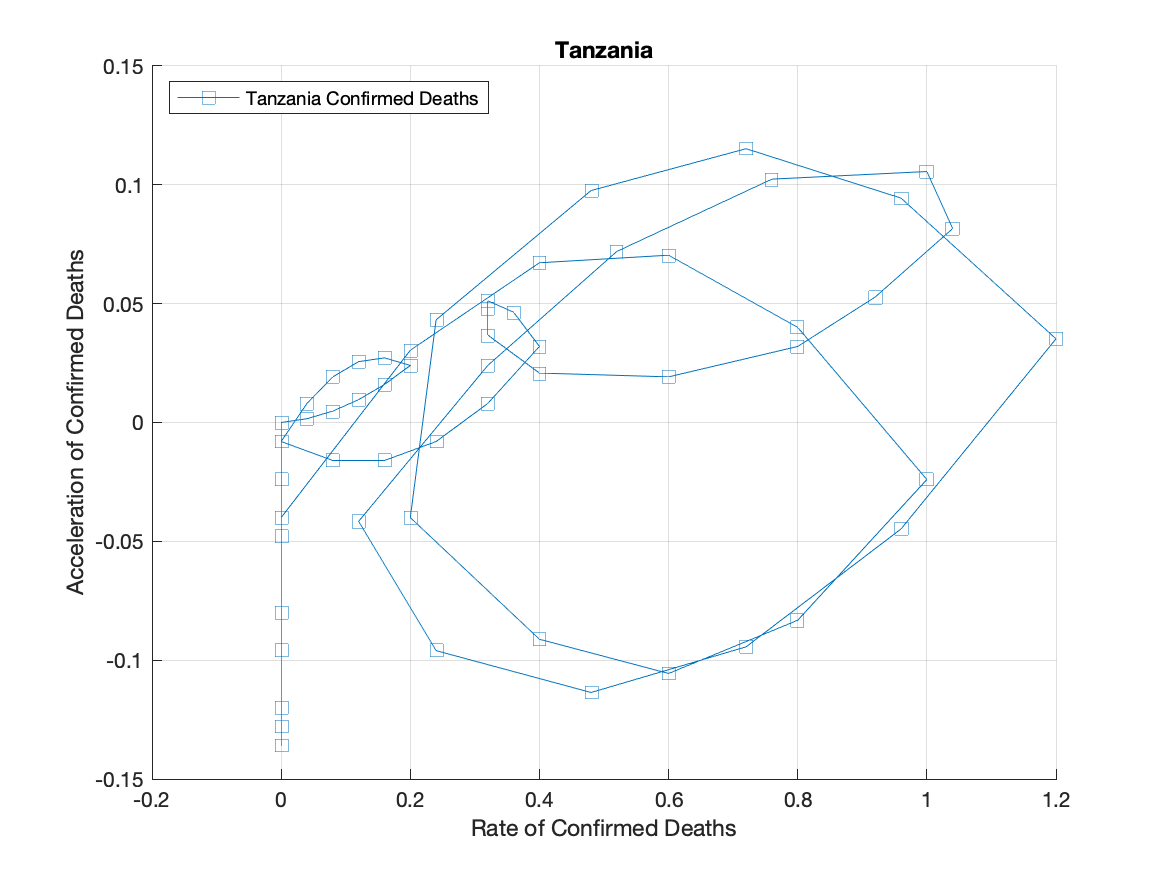 Tanzania
Tanzania Confirmed Deaths
0.15
0.1
0.05
0
-0.05
-0.1
-0.15
-0.2 0 0.2 0.4 0.6 0.8 1 1.2
Acceleration of Confirmed Deaths
Rate of Confirmed Deaths